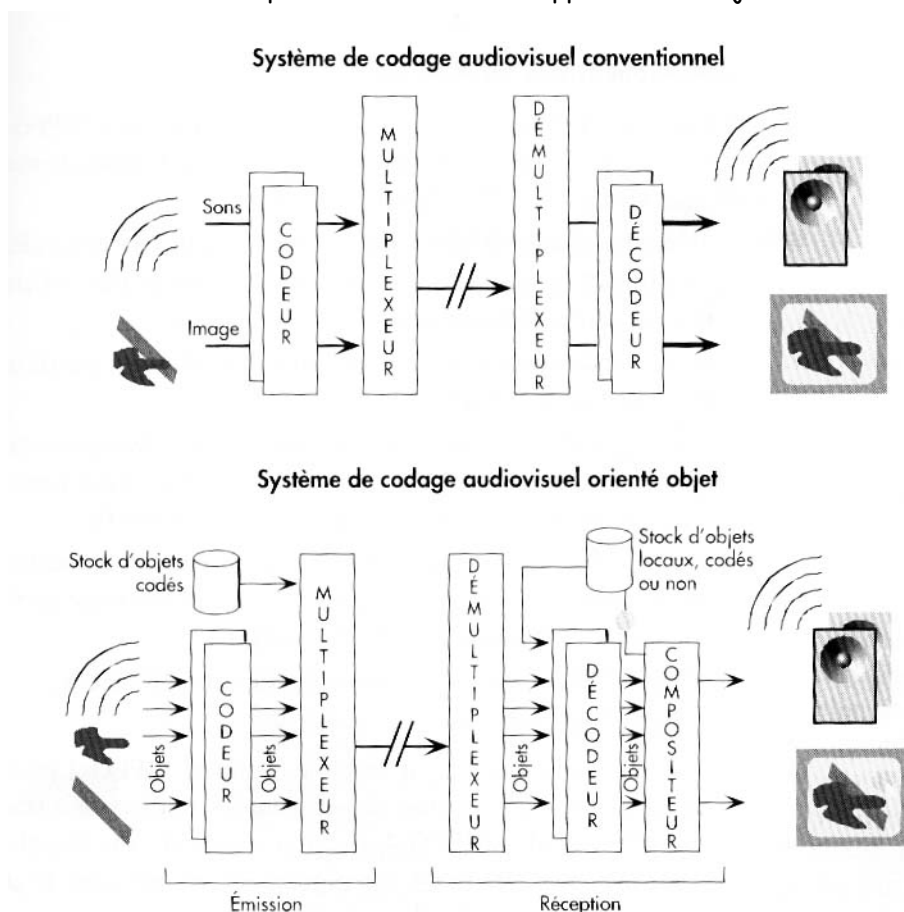 Système de codage audiovisuel conventionnel
Sons
Image
CODEUR
MULTIPLEXEUR
DÉMULTIPLEXEUR
DÉCODEUR
Système de codage audiovisuel orienté objet
Stock d'objets
codés
Stock d'objets
locaux, codés
ou non
Objets
CODEUR
Objets
MULTIPLEXEUR
DÉMULTIPLEXEUR
Objets
DÉCODEUR
Objets
COMPOSITEUR
Émission
Réception